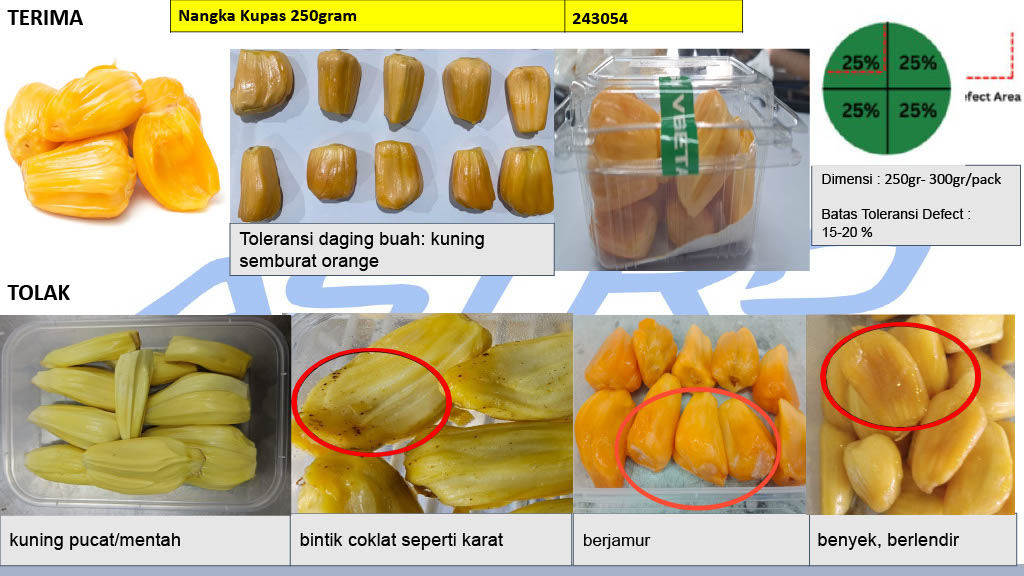 TERIMA
Nangka Kupas 250gram
243054
25%
25%
25%
25%
efect Area
Dimensi : 250gr- 300gr/pack
Batas Toleransi Defect :
15-20 %
Toleransi daging buah: kuning
semburat orange
TOLAK
ASTRO
kuning pucat/mentah
bintik coklat seperti karat
berjamur
benyek, berlendir